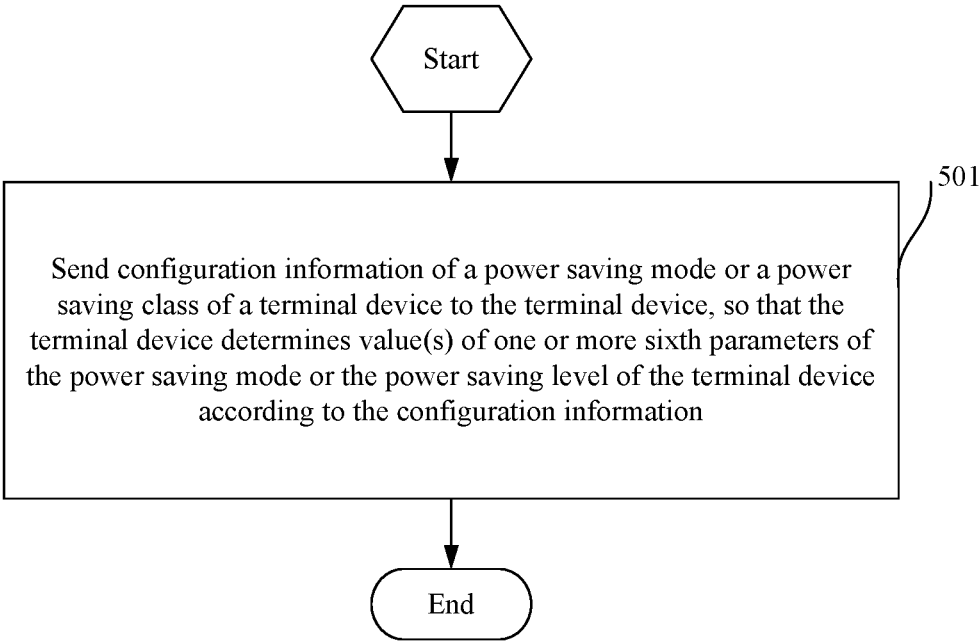 Start
501
Send configuration information of a power saving mode or a power
saving class of a terminal device to the terminal device, so that the
terminal device determines value(s) of one or more sixth parameters of
the power saving mode or the power saving level of the terminal device
according to the configuration information
End